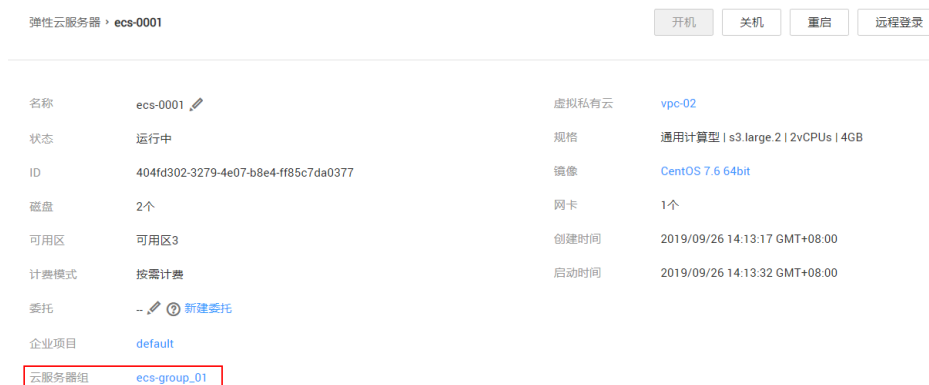 弹性云服务器 › ecs-0001
开机 关机 重启 远程登录
名称 ecs-0001
状态 运行中
ID 404fd302-3279-4e07-b8e4-ff85c7da0377
磁盘 2个
可用区 可用区3
计费模式 按需计费
委托 -- ? 新建委托
企业项目 default
云服务器组 ecs-group_01
虚拟私有云 vpc-02
规格 通用计算型 | s3.large.2 | 2vCPUs | 4GB
镜像 CentOS 7.6 64bit
网卡 1个
创建时间 2019/09/26 14:13:17 GMT+08:00
启动时间 2019/09/26 14:13:32 GMT+08:00